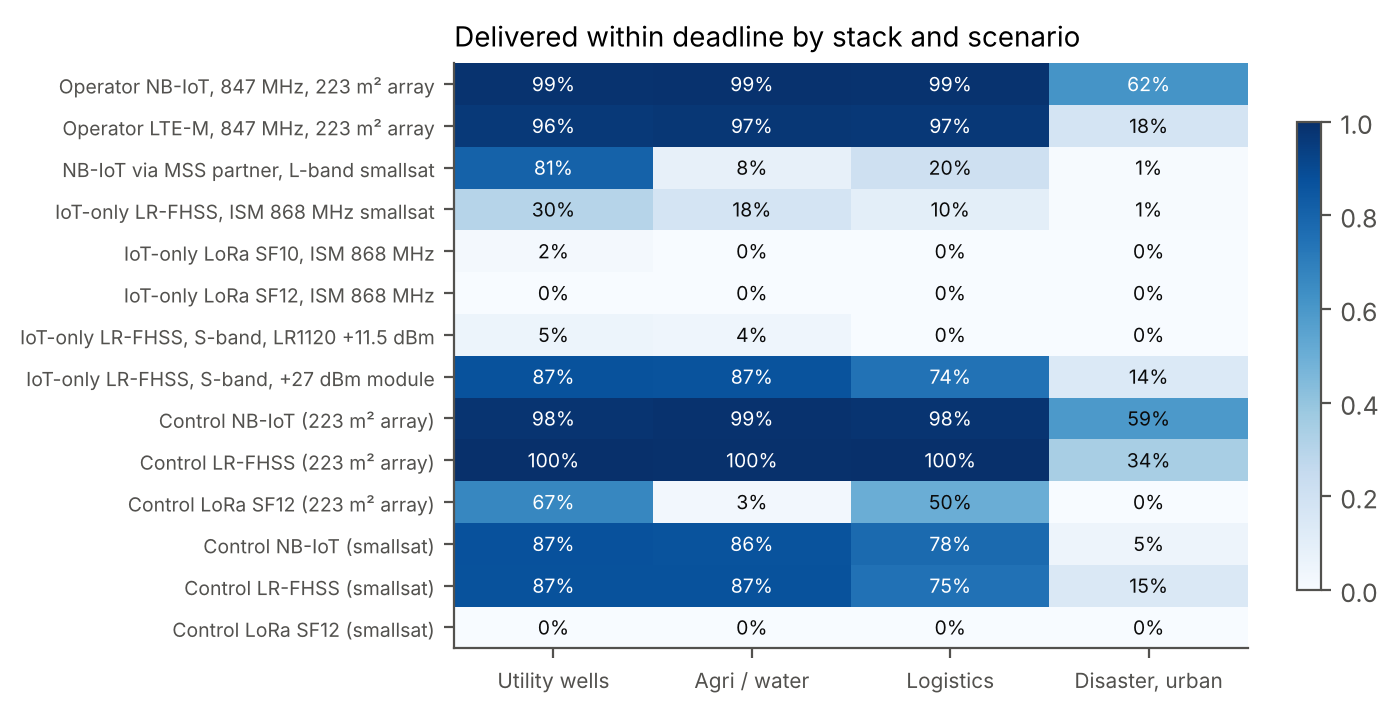 Delivered within deadline by stack and scenario
Operator NB-IoT, 847 MHz, 223 m² array 99% 99% 99% 62%
Operator LTE-M, 847 MHz, 223 m² array 96% 97% 97% 18%
NB-IoT via MSS partner, L-band smallsat 81% 8% 20% 1%
IoT-only LR-FHSS, ISM 868 MHz smallsat 30% 18% 10% 1%
IoT-only LoRa SF10, ISM 868 MHz 2% 0% 0% 0%
IoT-only LoRa SF12, ISM 868 MHz 0% 0% 0% 0%
IoT-only LR-FHSS, S-band, LR1120 +11.5 dBm 5% 4% 0% 0%
IoT-only LR-FHSS, S-band, +27 dBm module 87% 87% 74% 14%
Control NB-IoT (223 m² array) 98% 99% 98% 59%
Control LR-FHSS (223 m² array) 100% 100% 100% 34%
Control LoRa SF12 (223 m² array) 67% 3% 50% 0%
Control NB-IoT (smallsat) 87% 86% 78% 5%
Control LR-FHSS (smallsat) 87% 87% 75% 15%
Control LoRa SF12 (smallsat) 0% 0% 0% 0%
Utility wells Agri / water Logistics Disaster, urban
1.0
0.8
0.6
0.4
0.2
0.0